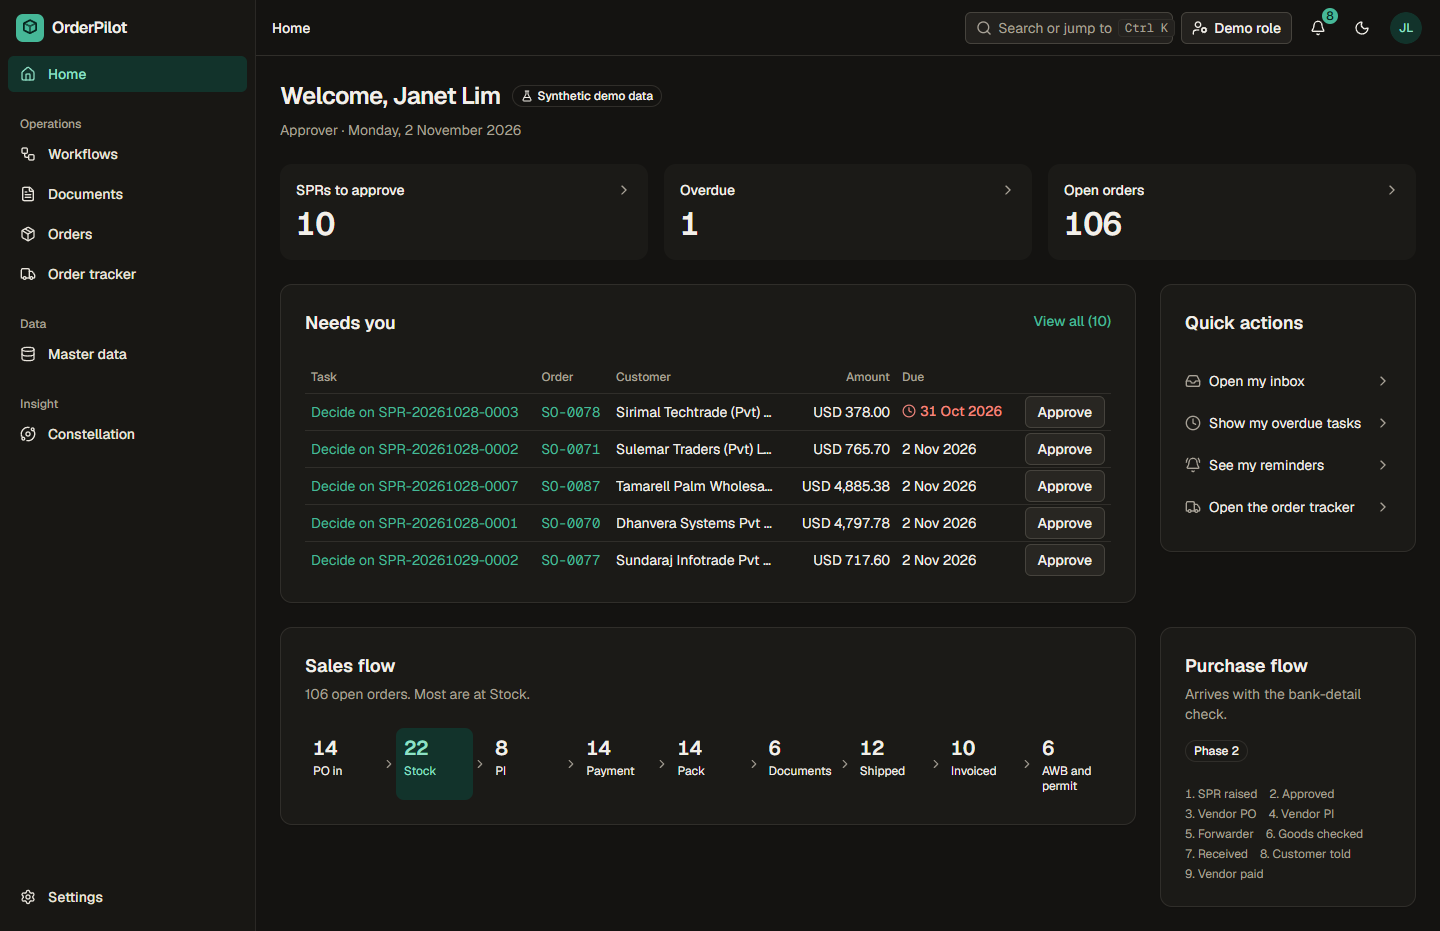 OrderPilot
Home
Search or jump to Ctrl K
Demo role
8
JL
Home
Operations
Workflows
Documents
Orders
Order tracker
Data
Master data
Insight
Constellation
Settings
Welcome, Janet Lim
Synthetic demo data
Approver · Monday, 2 November 2026
SPRs to approve
10
Overdue
1
Open orders
106
Needs you
View all (10)
Task Order Customer Amount Due
Decide on SPR-20261028-0003 SO-0078 Sirimal Techtrade (Pvt) ... USD 378.00 31 Oct 2026 Approve
Decide on SPR-20261028-0002 SO-0071 Sulemar Traders (Pvt) L... USD 765.70 2 Nov 2026 Approve
Decide on SPR-20261028-0007 SO-0087 Tamarell Palm Wholesa... USD 4,885.38 2 Nov 2026 Approve
Decide on SPR-20261028-0001 SO-0070 Dhanvera Systems Pvt ... USD 4,797.78 2 Nov 2026 Approve
Decide on SPR-20261029-0002 SO-0077 Sundaraj Infotrade Pvt ... USD 717.60 2 Nov 2026 Approve
Quick actions
Open my inbox
Show my overdue tasks
See my reminders
Open the order tracker
Sales flow
106 open orders. Most are at Stock.
14 22 8 14 14 6 12 10 6
PO in Stock PI Payment Pack Documents Shipped Invoiced AWB and
permit
Purchase flow
Arrives with the bank-detail
check.
Phase 2
1. SPR raised 2. Approved
3. Vendor PO 4. Vendor PI
5. Forwarder 6. Goods checked
7. Received 8. Customer told
9. Vendor paid